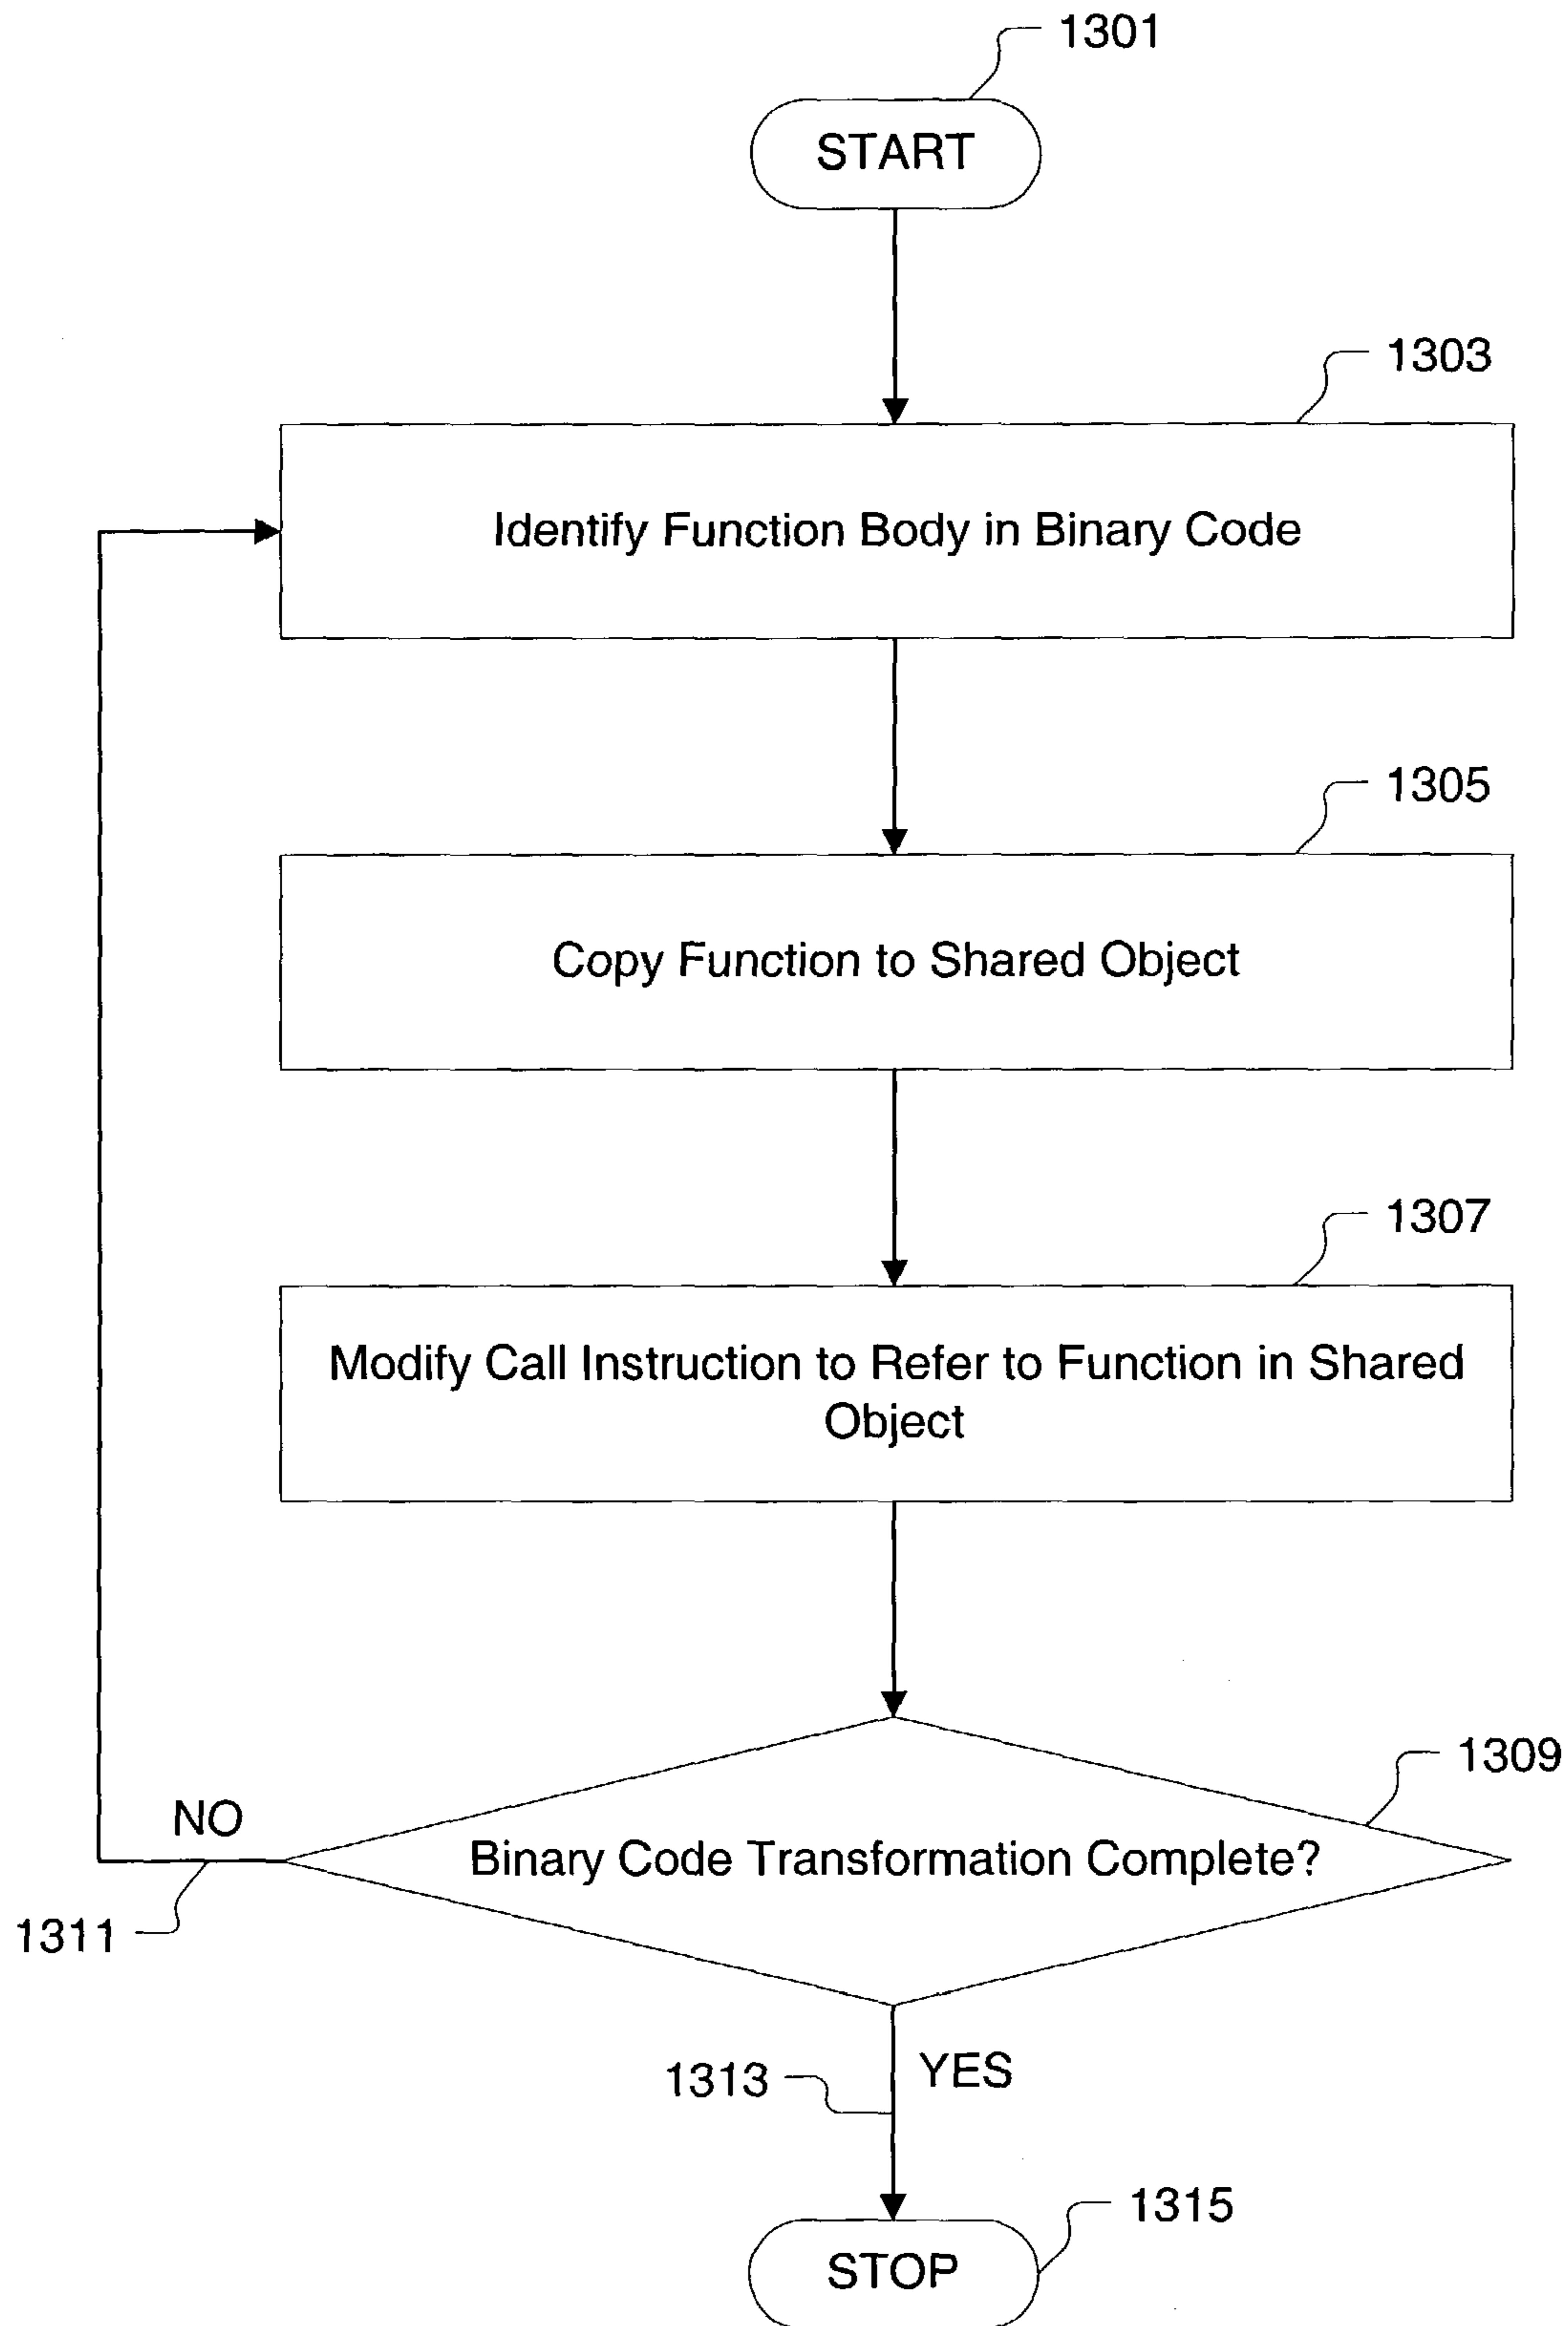 1301
START
1303
Identify Function Body in Binary Code
1305
Copy Function to Shared Object
1307
Modify Call Instruction to Refer to Function in Shared
Object
1309
NO
Binary Code Transformation Complete?
1311
1313
YES
1315
STOP